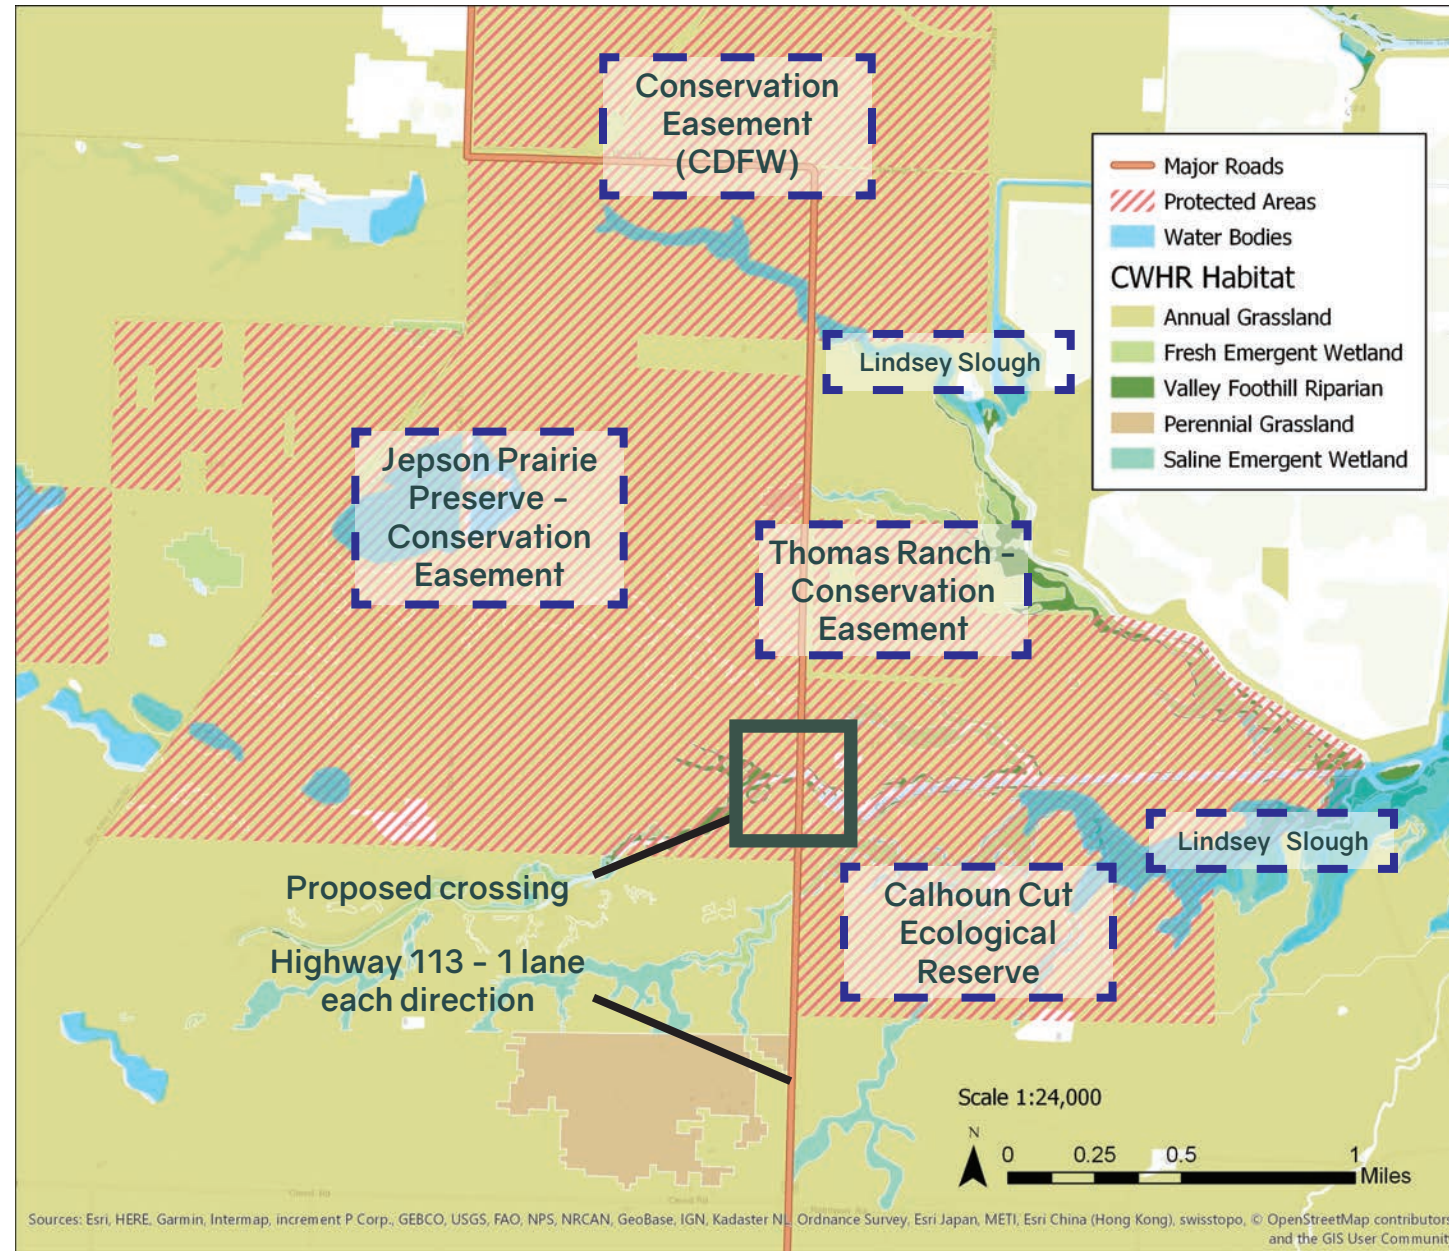 Conservation
Easement
(CDFW)
Major Roads
Protected Areas
Water Bodies
CWHR Habitat
Annual Grassland
Fresh Emergent Wetland
Valley Foothill Riparian
Perennial Grassland
Saline Emergent Wetland
Lindsey Slough
Jepson Prairie
Preserve –
Conservation
Easement
Thomas Ranch –
Conservation
Easement
Lindsey Slough
Calhoun Cut
Ecological
Reserve
Proposed crossing
Highway 113 – 1 lane
each direction
Scale 1:24,000
N
0 0.25 0.5 1
Miles
Sources: Esri, HERE, Garmin, Intermap, increment P Corp., GEBCO, USGS, FAO, NPS, NRCAN, GeoBase, IGN, Kadaster NL, Ordnance Survey, Esri Japan, METI, Esri China (Hong Kong), swisstopo, © OpenStreetMap contributors
and the GIS User Communit